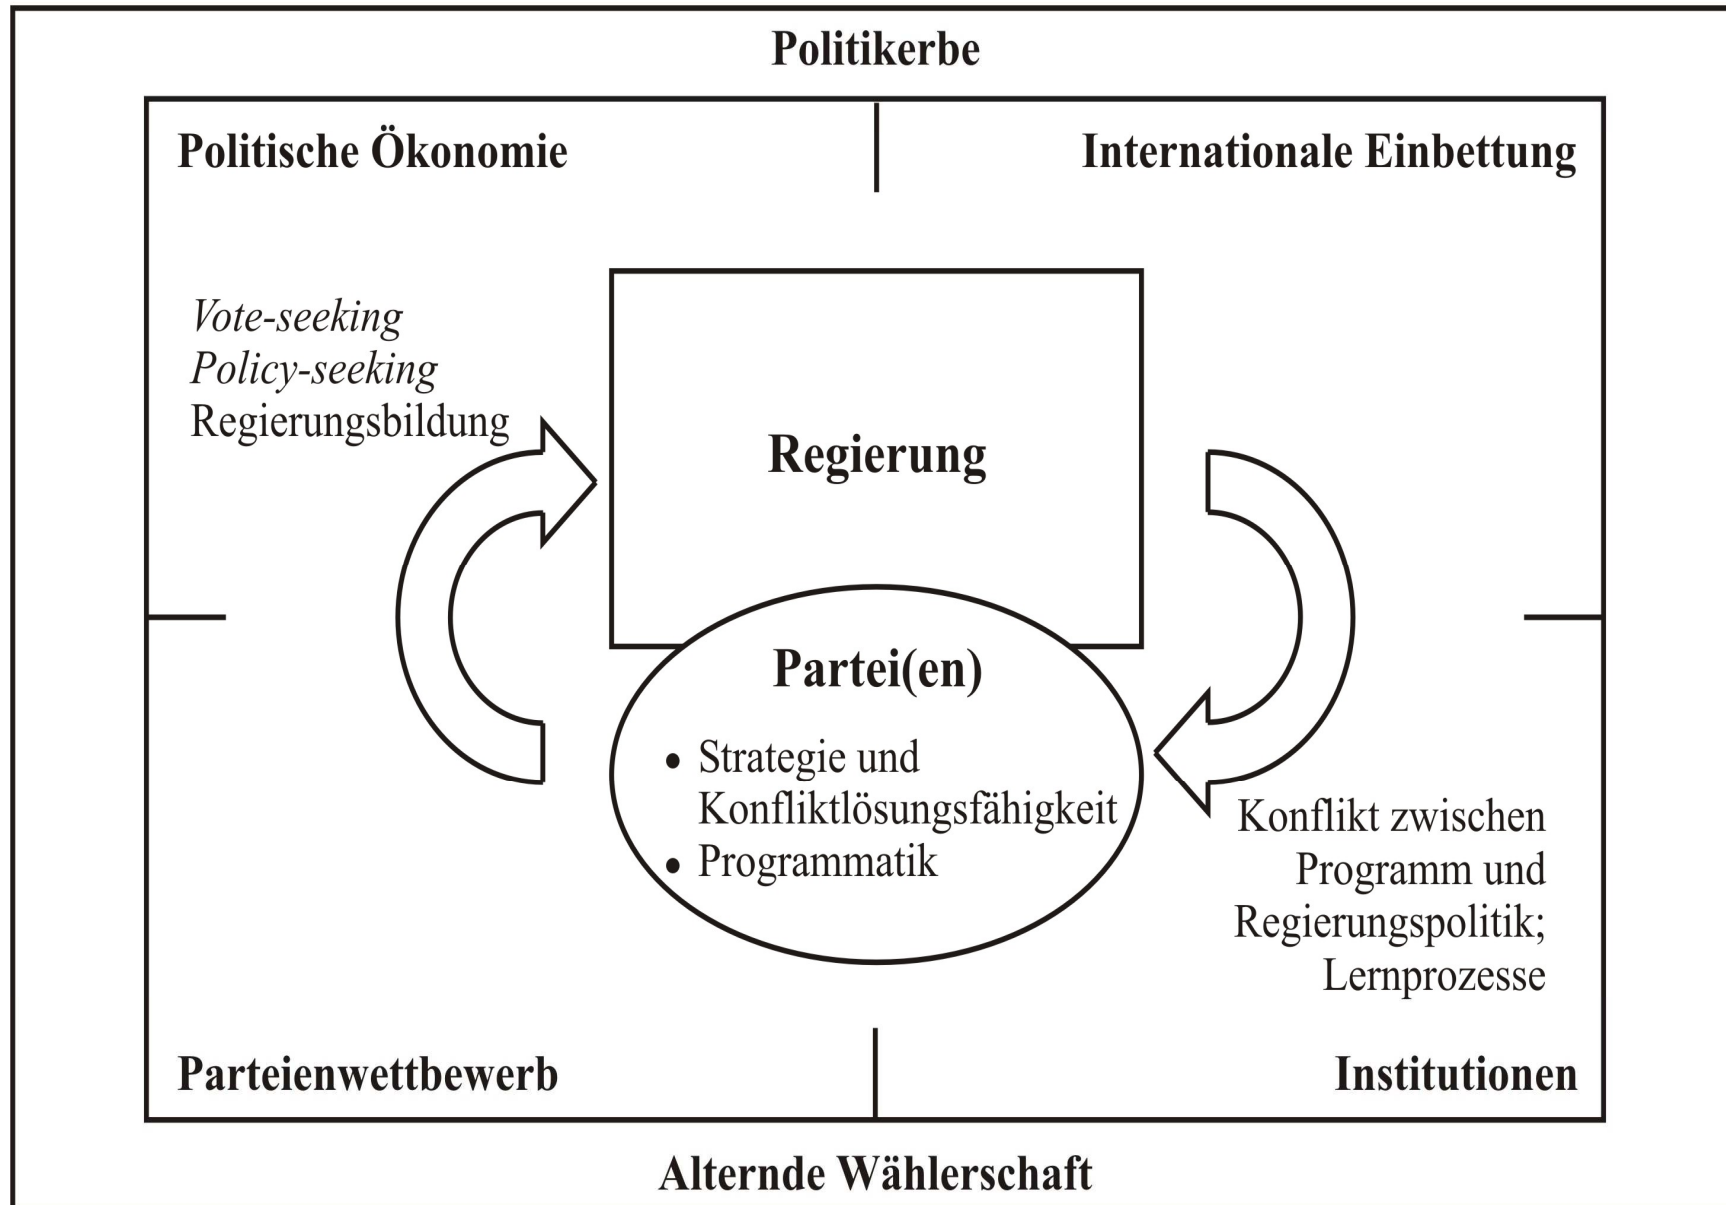 Politikerbe
Politische Ökonomie
Internationale Einbettung
Vote-seeking
Policy-seeking
Regierungsbildung
Regierung
Partei(en)
• Strategie und
Konfliktlösungsfähigkeit
• Programmatik
Konflikt zwischen
Programm und
Regierungspolitik;
Lernprozesse
Parteienwettbewerb
Institutionen
Alternde Wählerschaft